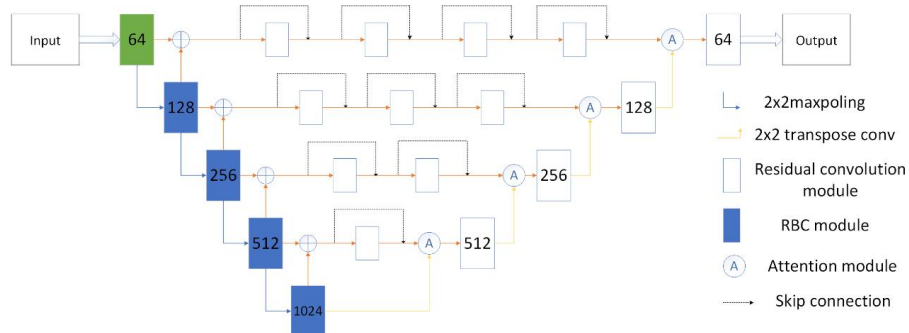 Input
64
A
64
Output
128
A
128
2x2maxpoling
2x2 transpose conv
256
A
256
Residual convolution
module
512
A
512
RBC module
A
Attention module
1024
Skip connection